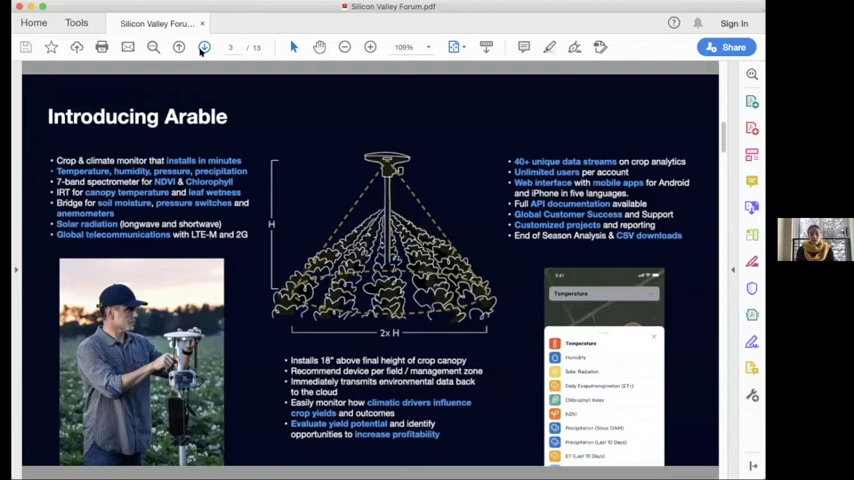 Silicon Valley Forum.pdf
Home
Tools
Silicon Valley Foru...
×
Sign In
3 / 13
109%
Share
Introducing Arable
• Crop & climate monitor that installs in minutes
• Temperature, humidity, pressure, precipitation
• 7-band spectrometer for NDVI & Chlorophyll
• IRT for canopy temperature and leaf wetness
• Bridge for soil moisture, pressure switches and
anemometers
• Solar radiation (longwave and shortwave)
• Global telecommunications with LTE-M and 2G
H
2x H
• Installs 18" above final height of crop canopy
• Recommend device per field / management zone
• Immediately transmits environmental data back
to the cloud
• Easily monitor how climatic drivers influence
crop yields and outcomes
• Evaluate yield potential and identify
opportunities to increase profitability
• 40+ unique data streams on crop analytics
• Unlimited users per account
• Web interface with mobile apps for Android
and iPhone in five languages.
• Full API documentation available
• Global Customer Success and Support
• Customized projects and reporting
• End of Season Analysis & CSV downloads
Temperature
Temperature
Humidity
Solar Radiation
Daily Evapotranspiration (ETc)
Chlorophyll Index
NDVI
Precipitation (Since 12AM)
Precipitation (Last 10 Days)
ET (Last 10 Days)